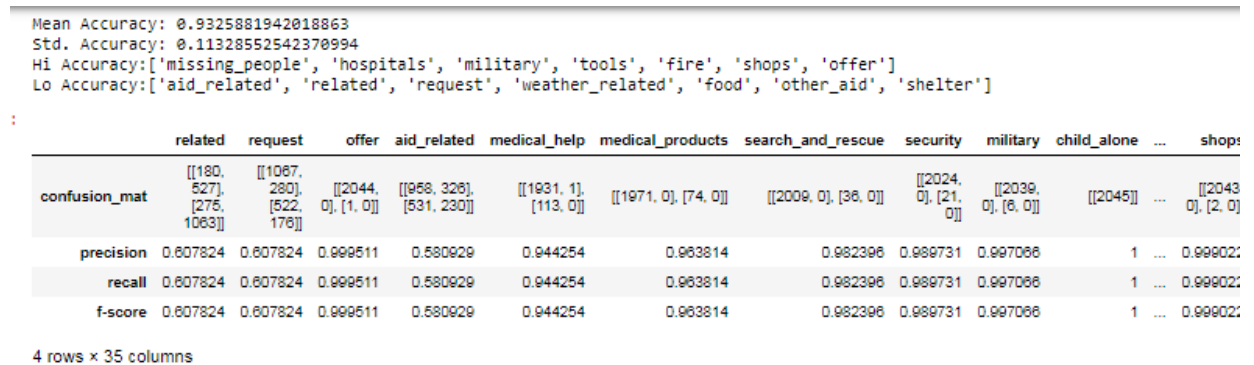 Mean Accuracy: 0.9325881942018863
Std. Accuracy: 0.11328552542370994
Hi Accuracy:['missing_people', 'hospitals', 'military', 'tools', 'fire', 'shops', 'offer']
Lo Accuracy:['aid_related', 'related', 'request', 'weather_related', 'food', 'other_aid', 'shelter']
:
related request offer aid_related medical_help medical_products search_and_rescue security military child_alone ... shops
confusion_mat [[180, 527], [275, 1063]] [[1067, 280], [522, 176]] [[2044, 0], [1, 0]] [[958, 326], [531, 230]] [[1931, 1], [113, 0]] [[1971, 0], [74, 0]] [[2009, 0], [36, 0]] [[2024, 0], [21, 0]] [[2039, 0], [6, 0]] [[2045]] ... [[2043, 0], [2, 0]]
precision 0.607824 0.607824 0.999511 0.580929 0.944254 0.963814 0.982396 0.989731 0.997066 1 ... 0.999022
recall 0.607824 0.607824 0.999511 0.580929 0.944254 0.963814 0.982396 0.989731 0.997066 1 ... 0.999022
f-score 0.607824 0.607824 0.999511 0.580929 0.944254 0.963814 0.982396 0.989731 0.997066 1 ... 0.999022
4 rows × 35 columns